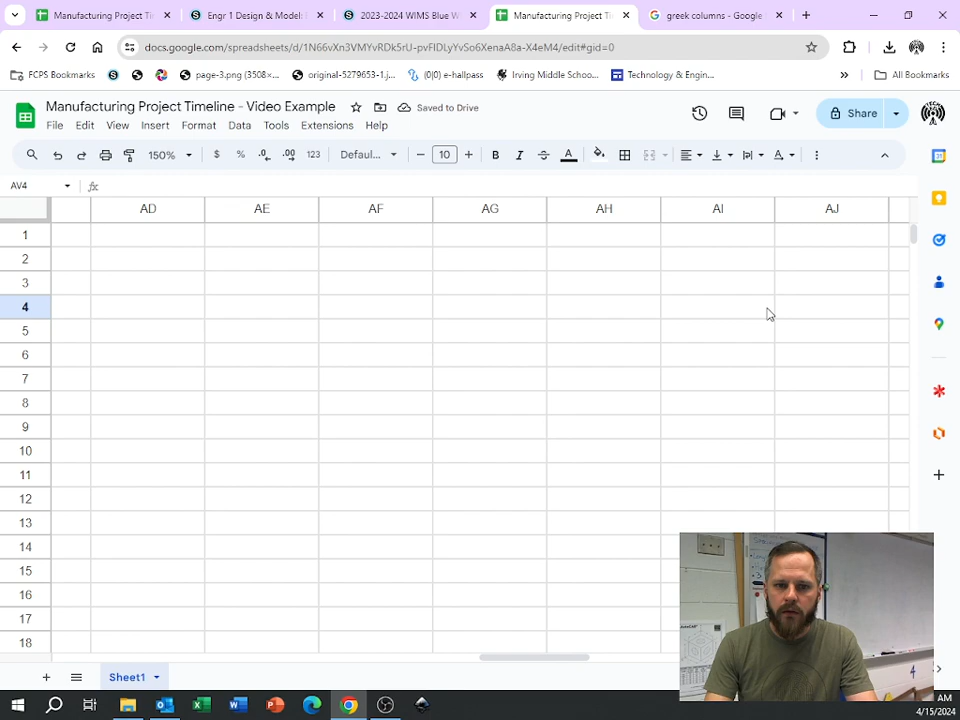 Manufacturing Project Tim
Engr 1 Design & Model
2023-2024 WIMS Blue W
Manufacturing Project Tim
greek columns - Google
docs.google.com/spreadsheets/d/1N66vXn3VMYvRDk5rU-pvFIDLyYvSo6XenaA8a-X4eM4/edit#gid=0
FCPS Bookmarks
page-3.png (3508×...
original-5279653-1.j...
(0|0) e-hallpass
Irving Middle Schoo...
Technology & Engin...
»
All Bookmarks
Manufacturing Project Timeline - Video Example
Saved to Drive
File Edit View Insert Format Data Tools Extensions Help
Share
150% $ % .0 .00 123 Defaul... - 10 + B I A
AV4 fx
AD AE AF AG AH AI AJ
1
2
3
4
5
6
7
8
9
10
11
12
13
14
15
16
17
18
Sheet1
AM
4/15/2024